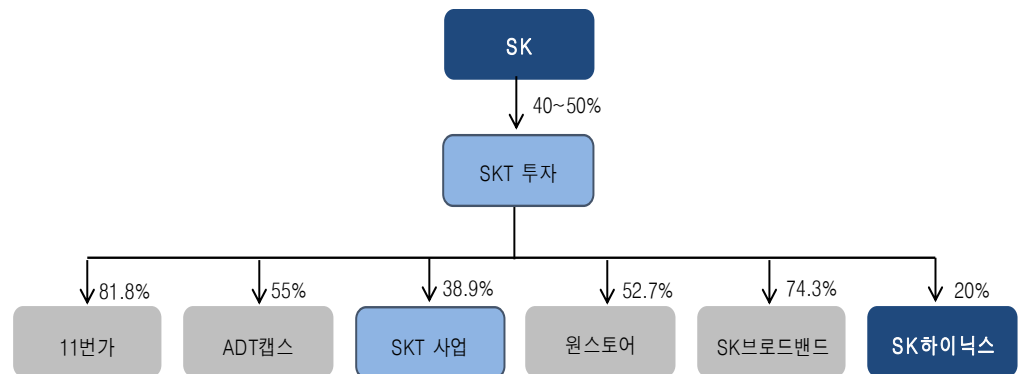 SK
40~50%
SKT 투자
81.8%
55%
38.9%
52.7%
74.3%
20%
11번가
ADT캡스
SKT 사업
원스토어
SK브로드밴드
SK하이닉스